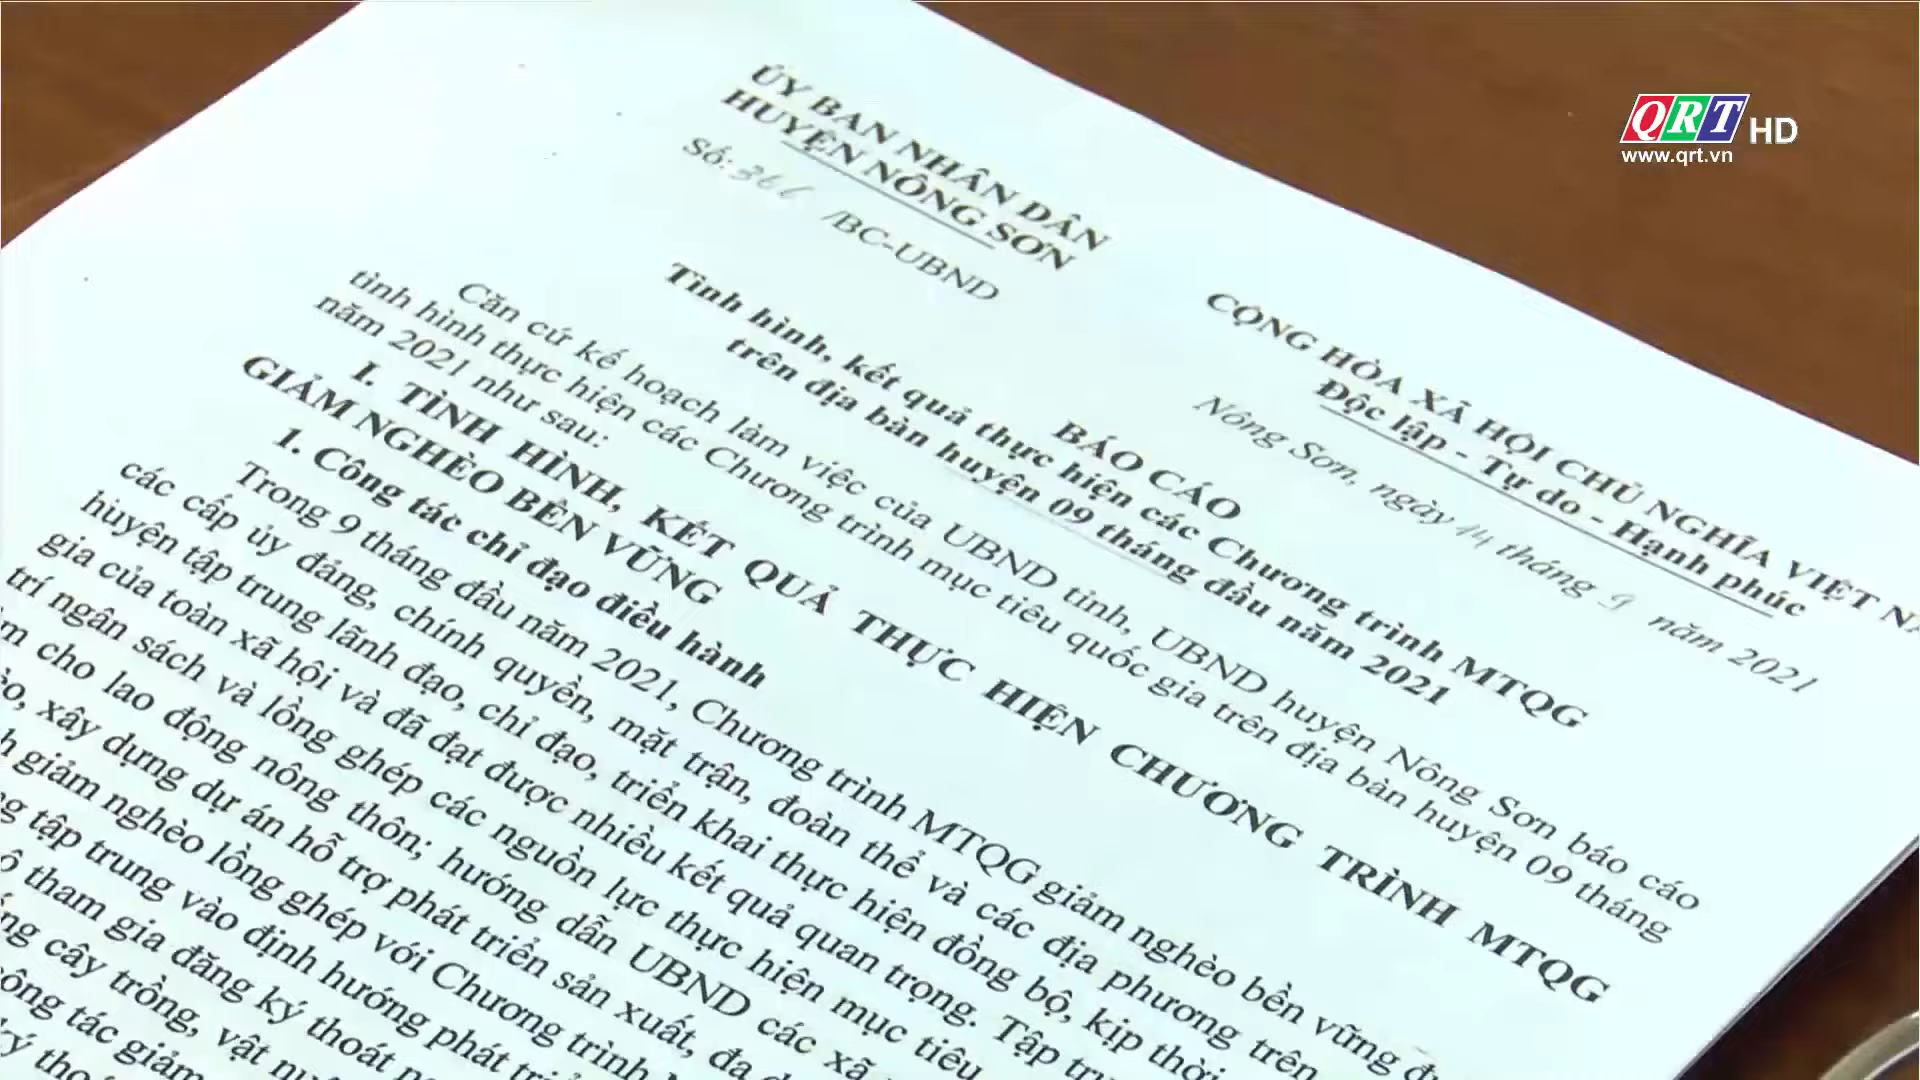 QRT HD
www.qrt.vn
ỦY BAN NHÂN DÂN
HUYỆN NÔNG SƠN
Số: 366 /BC-UBND
CỘNG HÒA XÃ HỘI CHỦ NGHĨA VIỆT
Độc lập - Tự do - Hạnh phúc
Nông Sơn, ngày 14 tháng 9 năm 2021
BÁO CÁO
Tình hình, kết quả thực hiện các Chương trình MTQG
trên địa bàn huyện 09 tháng đầu năm 2021
Căn cứ kế hoạch làm việc của UBND tỉnh, UBND huyện Nông Sơn báo cáo
tình hình thực hiện các Chương trình mục tiêu quốc gia trên địa bàn huyện 09 tháng
năm 2021 như sau:
I. TÌNH HÌNH, KẾT QUẢ THỰC HIỆN CHƯƠNG TRÌNH MTQG
GIẢM NGHÈO BỀN VỮNG
1. Công tác chỉ đạo điều hành
Trong 9 tháng đầu năm 2021, Chương trình MTQG giảm nghèo bền vững
các cấp ủy đảng, chính quyền, mặt trận, đoàn thể và các địa phương trên
huyện tập trung lãnh đạo, chỉ đạo, triển khai thực hiện đồng bộ, kịp thời
gia của toàn xã hội và đã đạt được nhiều kết quả quan trọng. Tập
trí ngân sách và lồng ghép các nguồn lực thực hiện mục tiêu
cho lao động nông thôn; hướng dẫn UBND các xã
xây dựng dự án hỗ trợ phát triển sản xuất, đa
giảm nghèo lồng ghép với Chương trình
tập trung vào định hướng phát
tham gia đăng ký thoát
cây trồng, vật
công tác giảm
ký